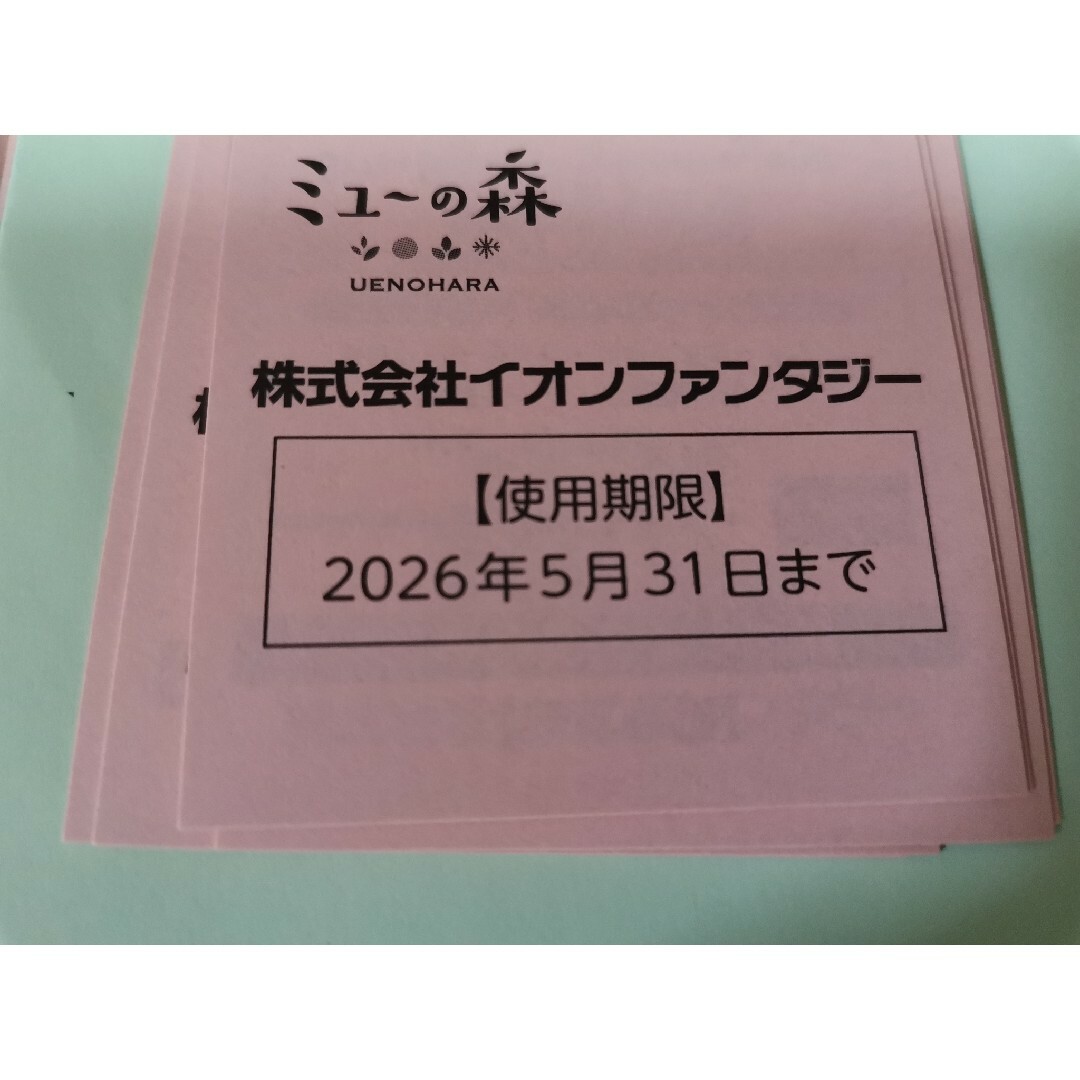 ミューの森
UENOHARA
株式会社イオンファンタジー
【使用期限】
2026年5月31日まで